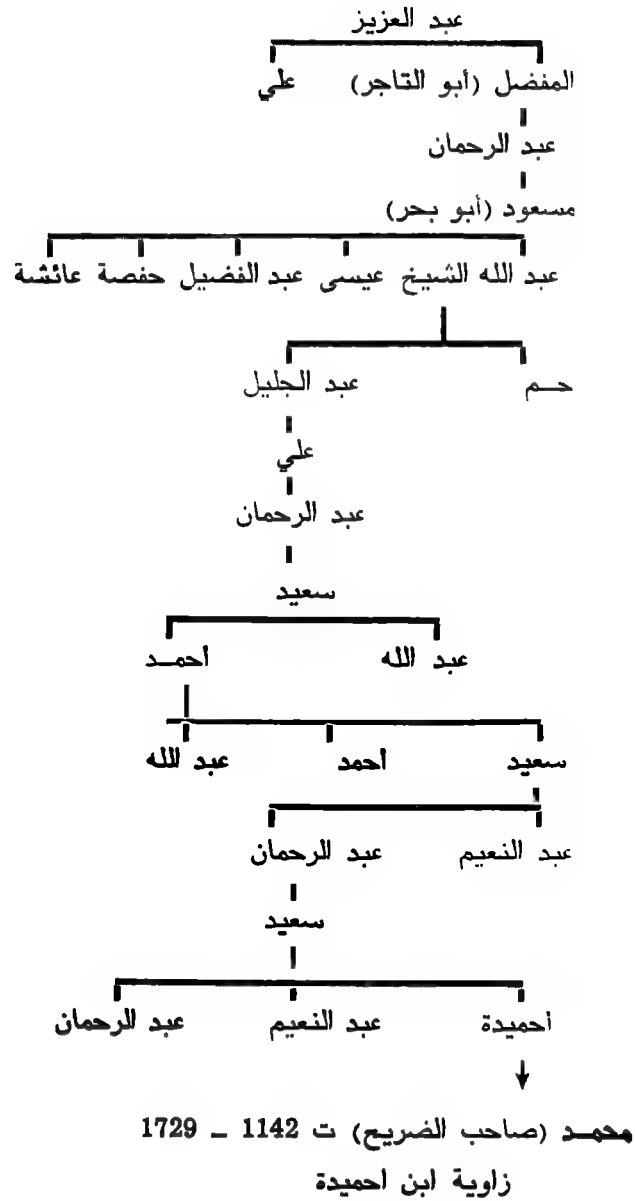 عبد العزيز
المفضل (أبو التاجر) علي
عبد الرحمان
مسعود (أبو بحر)
عبد الله الشيخ عيسى عبد الفضيل حفصة عائشة
حـم عبد الجليل
علي
عبد الرحمان
سعيد
عبد الله أحمـد
سعيد احمد عبد الله
عبد النعيم عبد الرحمان
سعيد
أحميدة عبد النعيم عبد الرحمان
محمـد (صاحب الضريح) ت 1142 ـ 1729
زاوية ابن احميدة